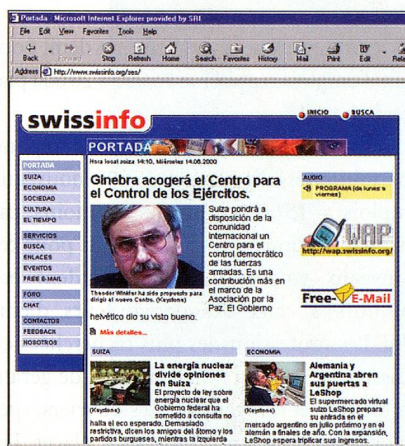 Portada - Microsoft Internet Explorer provided by SRI
File Edit View Favorites Tools Help
Back Forward Stop Refresh Home Search Favorites History Mail Print Edit
Address http://www.swissinfo.org/ses/
swissinfo
INICIO BUSCA
PORTADA
PORTADA
SUIZA
ECONOMIA
SOCIEDAD
CULTURA
EL TIEMPO
SERVICIOS
BUSCA
ENLACES
EVENTOS
FREE E-MAIL
FORO
CHAT
CONTACTOS
FEEDBACK
NOSOTROS
Hora local suiza 14:10, Miércoles 14.06.2000
Ginebra acogerá el Centro para
el Control de los Ejércitos.
Suiza pondrá a
disposición de la
comunidad
internacional un
Centro para el
control democrático
de las fuerzas
armadas. Es una
contribución más en
el marco de la
Asociación por la
Paz. El Gobierno
Theodor Winkler ha sido propuesto para
dirigir el nuevo Centro. (Keystone)
helvético dio su visto bueno.
Más detalles...
AUDIO
PROGRAMA (de lunes a
viernes)
WAP
http://wap.swissinfo.org/
Free-E-Mail
SUIZA
La energía nuclear
divide opiniones
en Suiza
(Keystone)
El proyecto de ley sobre
energía nuclear que el
Gobierno federal ha
sometido a consulta no
halla el eco esperado. Demasiado
restrictiva, dicen los amigos del átomo y los
partidos burgueses, mientras la izquierda
ECONOMIA
Alemania y
Argentina abren
sus puertas a
LeShop
(Keystone)
El supermercado virtual
suizo LeShop prepara
su entrada en el
mercado argentino en julio próximo y en el
alemán a finales de año. Con la expansión,
LeShop espera triplicar sus ingresos.